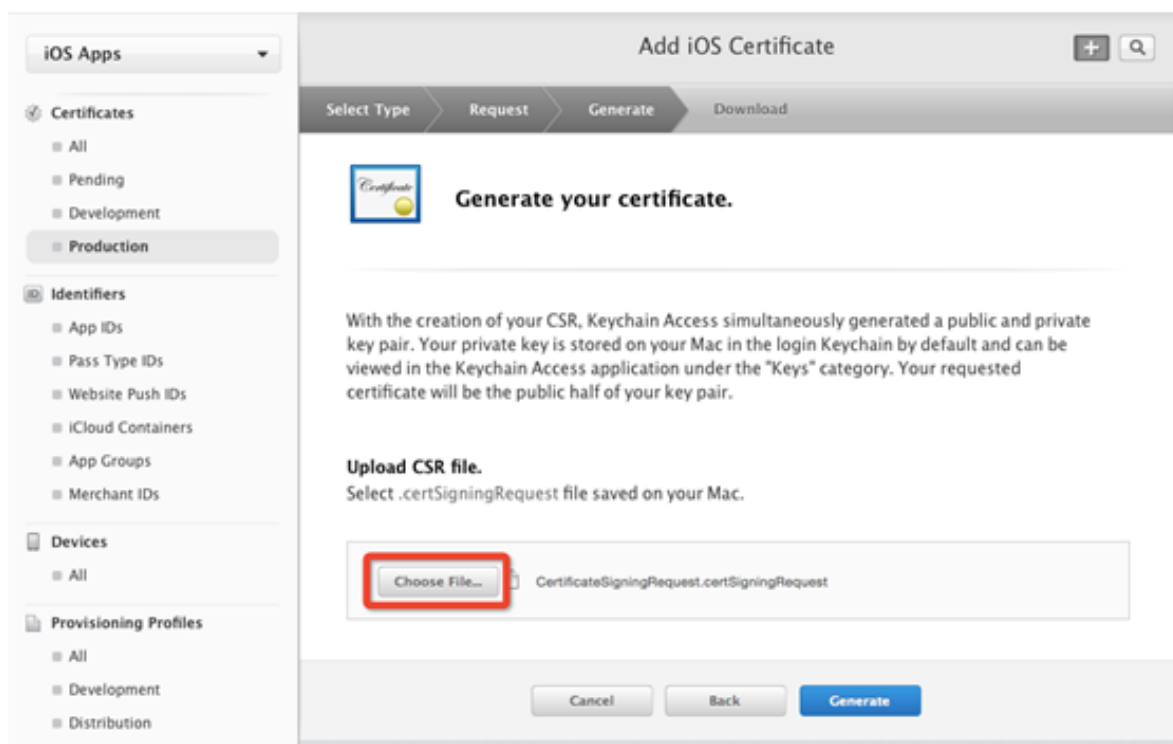 iOS Apps
Certificates
All
Pending
Development
Production
Identifiers
App IDs
Pass Type IDs
Website Push IDs
iCloud Containers
App Groups
Merchant IDs
Devices
All
Provisioning Profiles
All
Development
Distribution
Add iOS Certificate
Select Type Request Generate Download
Certificate
Generate your certificate.
With the creation of your CSR, Keychain Access simultaneously generated a public and private
key pair. Your private key is stored on your Mac in the login Keychain by default and can be
viewed in the Keychain Access application under the "Keys" category. Your requested
certificate will be the public half of your key pair.
Upload CSR file.
Select .certSigningRequest file saved on your Mac.
Choose File... CertificateSigningRequest.certSigningRequest
Cancel Back Generate